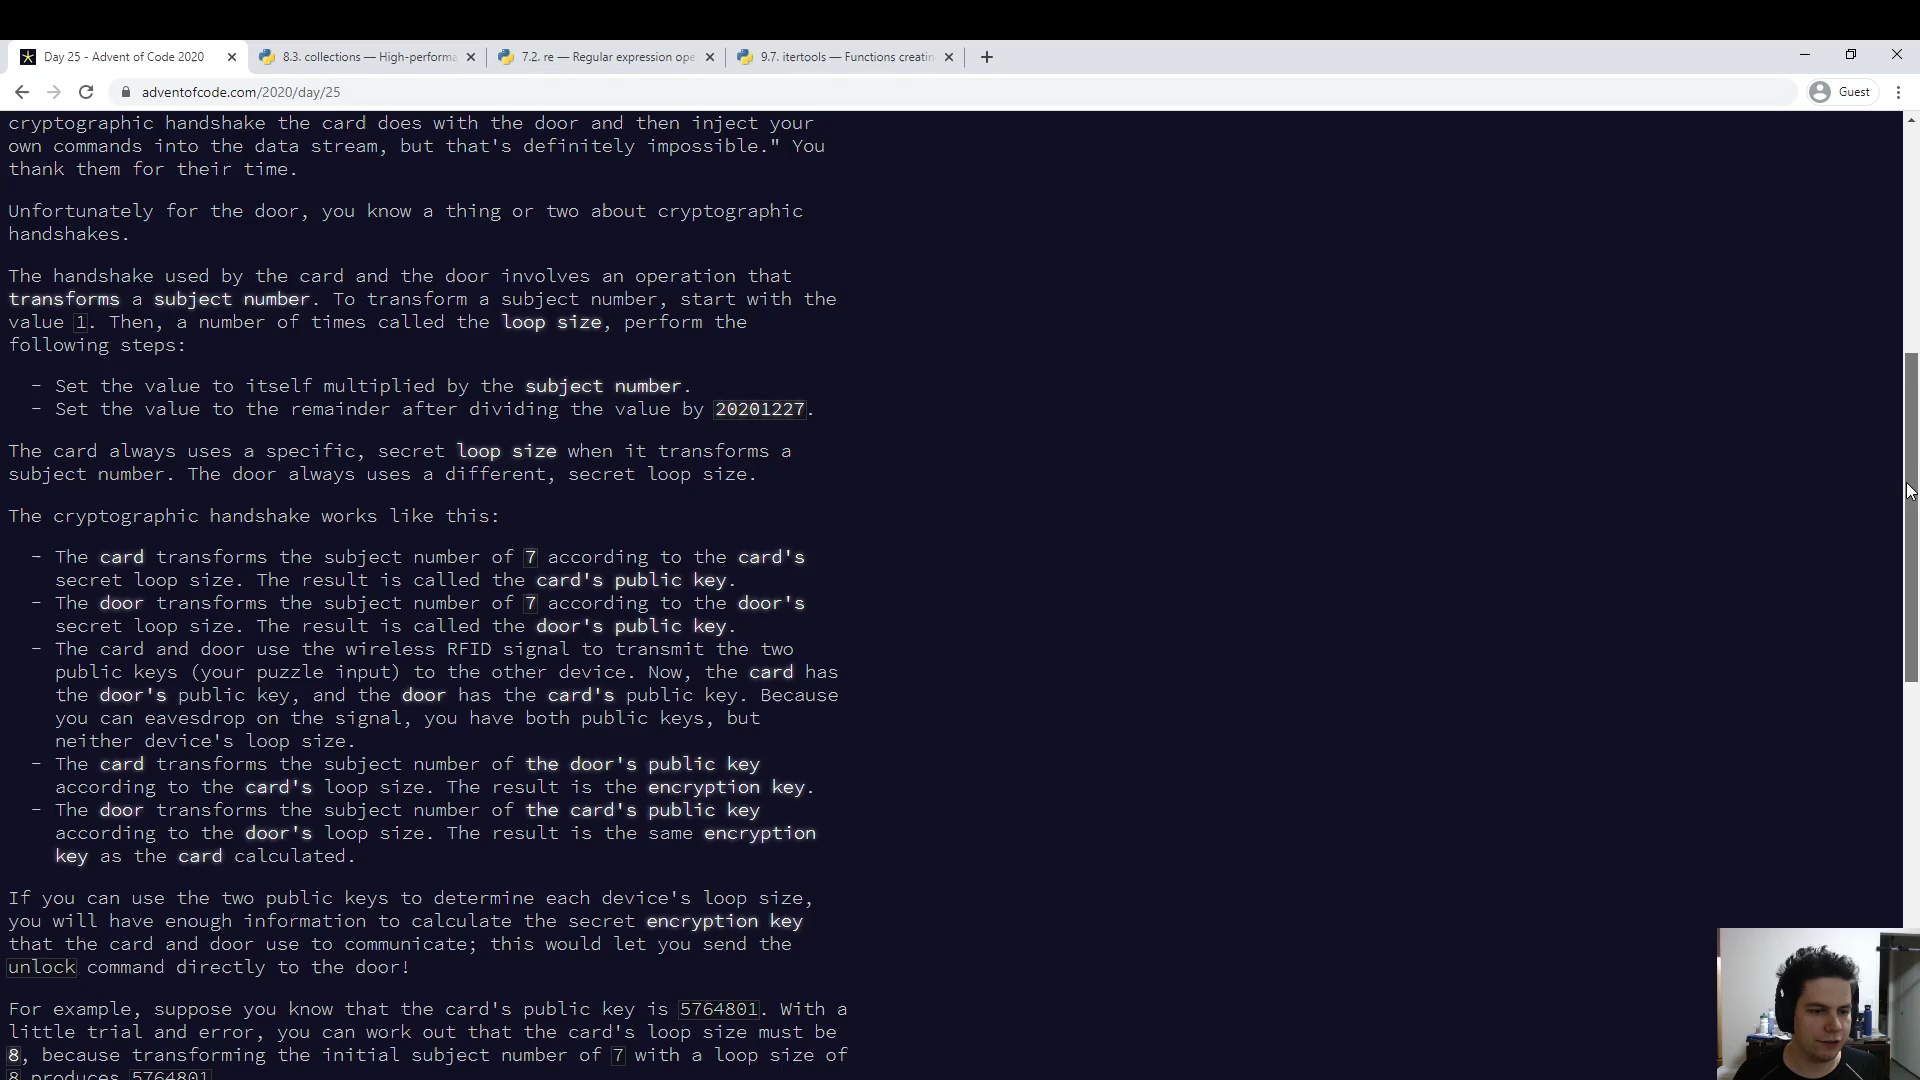 Day 25 - Advent of Code 2020
8.3. collections — High-performa
7.2. re — Regular expression ope
9.7. itertools — Functions creatin
adventofcode.com/2020/day/25
Guest
cryptographic handshake the card does with the door and then inject your
own commands into the data stream, but that's definitely impossible." You
thank them for their time.
Unfortunately for the door, you know a thing or two about cryptographic
handshakes.
The handshake used by the card and the door involves an operation that
transforms a subject number. To transform a subject number, start with the
value 1. Then, a number of times called the loop size, perform the
following steps:
- Set the value to itself multiplied by the subject number.
- Set the value to the remainder after dividing the value by 20201227.
The card always uses a specific, secret loop size when it transforms a
subject number. The door always uses a different, secret loop size.
The cryptographic handshake works like this:
- The card transforms the subject number of 7 according to the card's
secret loop size. The result is called the card's public key.
- The door transforms the subject number of 7 according to the door's
secret loop size. The result is called the door's public key.
- The card and door use the wireless RFID signal to transmit the two
public keys (your puzzle input) to the other device. Now, the card has
the door's public key, and the door has the card's public key. Because
you can eavesdrop on the signal, you have both public keys, but
neither device's loop size.
- The card transforms the subject number of the door's public key
according to the card's loop size. The result is the encryption key.
- The door transforms the subject number of the card's public key
according to the door's loop size. The result is the same encryption
key as the card calculated.
If you can use the two public keys to determine each device's loop size,
you will have enough information to calculate the secret encryption key
that the card and door use to communicate; this would let you send the
unlock command directly to the door!
For example, suppose you know that the card's public key is 5764801. With a
little trial and error, you can work out that the card's loop size must be
8, because transforming the initial subject number of 7 with a loop size of
8 produces 5764801